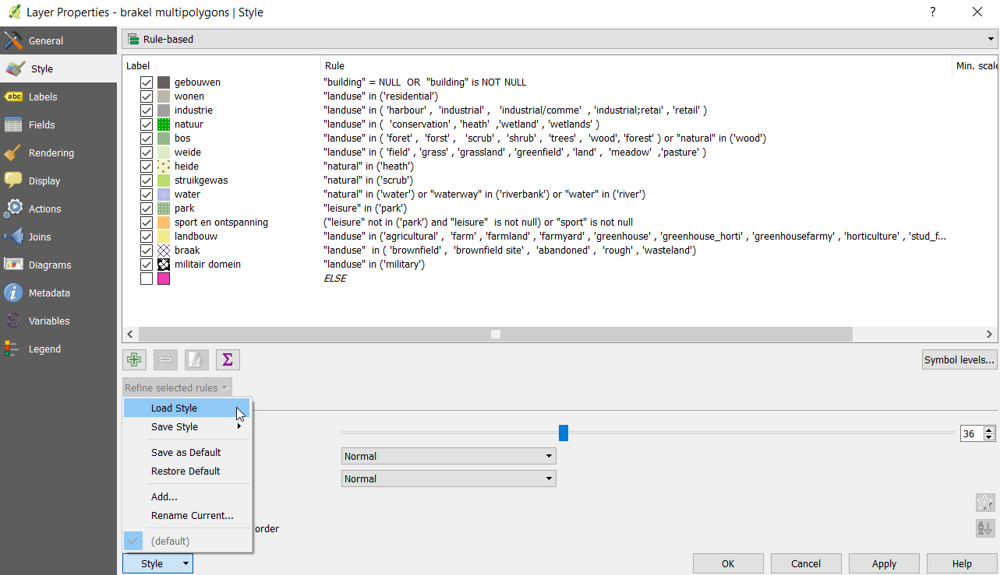 Layer Properties - brakel multipolygons | Style
?
General
Style
abc Labels
Fields
Rendering
Display
Actions
Joins
Diagrams
Metadata
Variables
Legend
Rule-based
Label Rule Min. scale
gebouwen "building" = NULL OR "building" is NOT NULL
wonen "landuse" in ('residential')
industrie "landuse" in ( 'harbour' , 'industrial' , 'industrial/comme' , 'industrial;retai' , 'retail' )
natuur "landuse" in ( 'conservation' , 'heath' ,'wetland' , 'wetlands' )
bos "landuse" in ( 'foret' , 'forst' , 'scrub' , 'shrub' , 'trees' , 'wood', 'forest' ) or "natural" in ('wood')
weide "landuse" in ( 'field' , 'grass' , 'grassland' , 'greenfield' , 'land' , 'meadow' ,'pasture' )
heide "natural" in ('heath')
struikgewas "natural" in ('scrub')
water "natural" in ('water') or "waterway" in ('riverbank') or "water" in ('river')
park "leisure" in ('park')
sport en ontspanning ("leisure" not in ('park') and "leisure" is not null) or "sport" is not null
landbouw "landuse" in ('agricultural' , 'farm' , 'farmland' , 'farmyard' , 'greenhouse' , 'greenhouse_horti' , 'greenhousefarmy' , 'horticulture' , 'stud_f...
braak "landuse" in ( 'brownfield' , 'brownfield site' , 'abandoned' , 'rough' , 'wasteland')
militair domein "landuse" in ('military')
ELSE
Σ
Symbol levels...
Refine selected rules
Load Style
Save Style
Save as Default
Restore Default
Add...
Rename Current...
(default)
36
Normal
Normal
order
Style
OK Cancel Apply Help